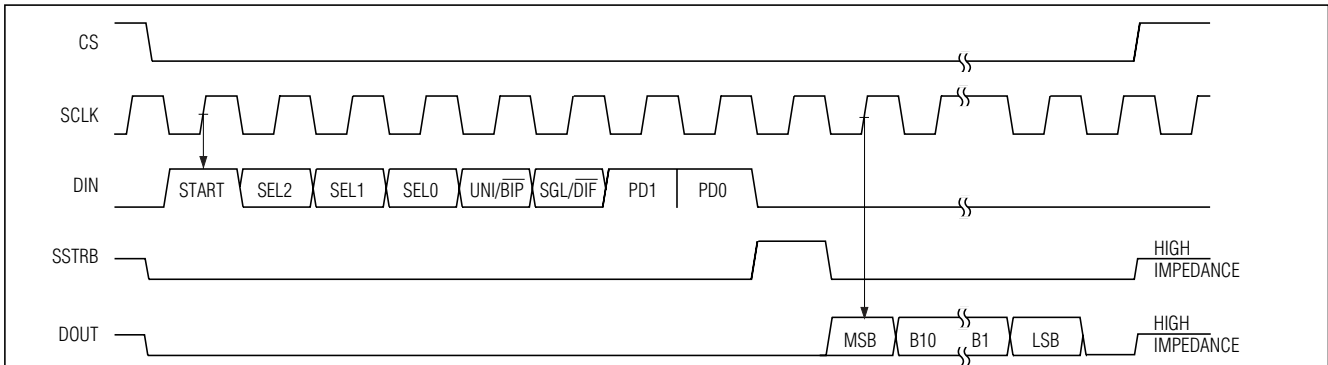 CS
SCLK
DIN
START
SEL2
SEL1
SEL0
UNI/BIP
SGL/DIF
PD1
PD0
SSTRB
HIGH
IMPEDANCE
DOUT
MSB
B10
B1
LSB
HIGH
IMPEDANCE